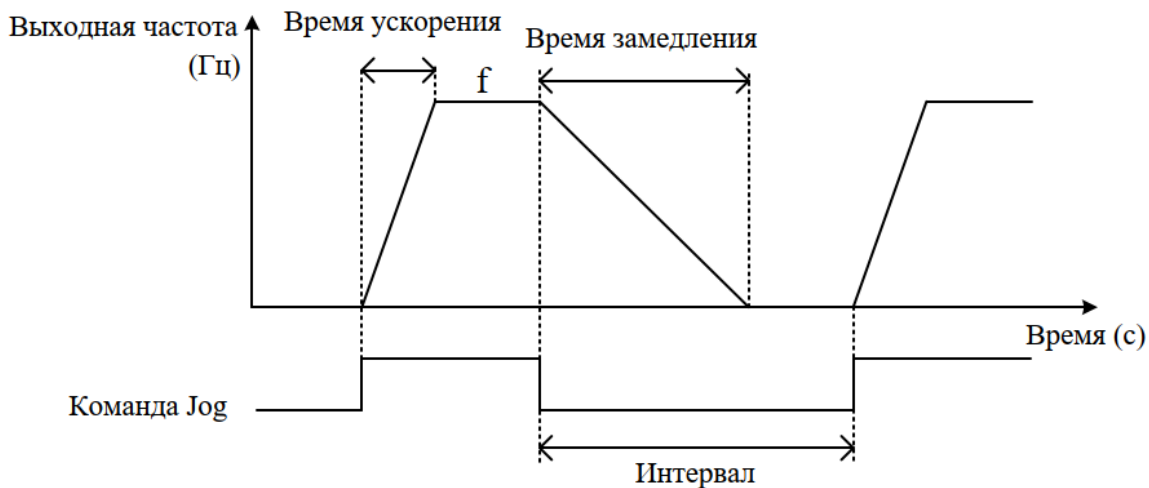 Выходная частота
(Гц)
Время ускорения
Время замедления
f
Время (с)
Команда Jog
Интервал